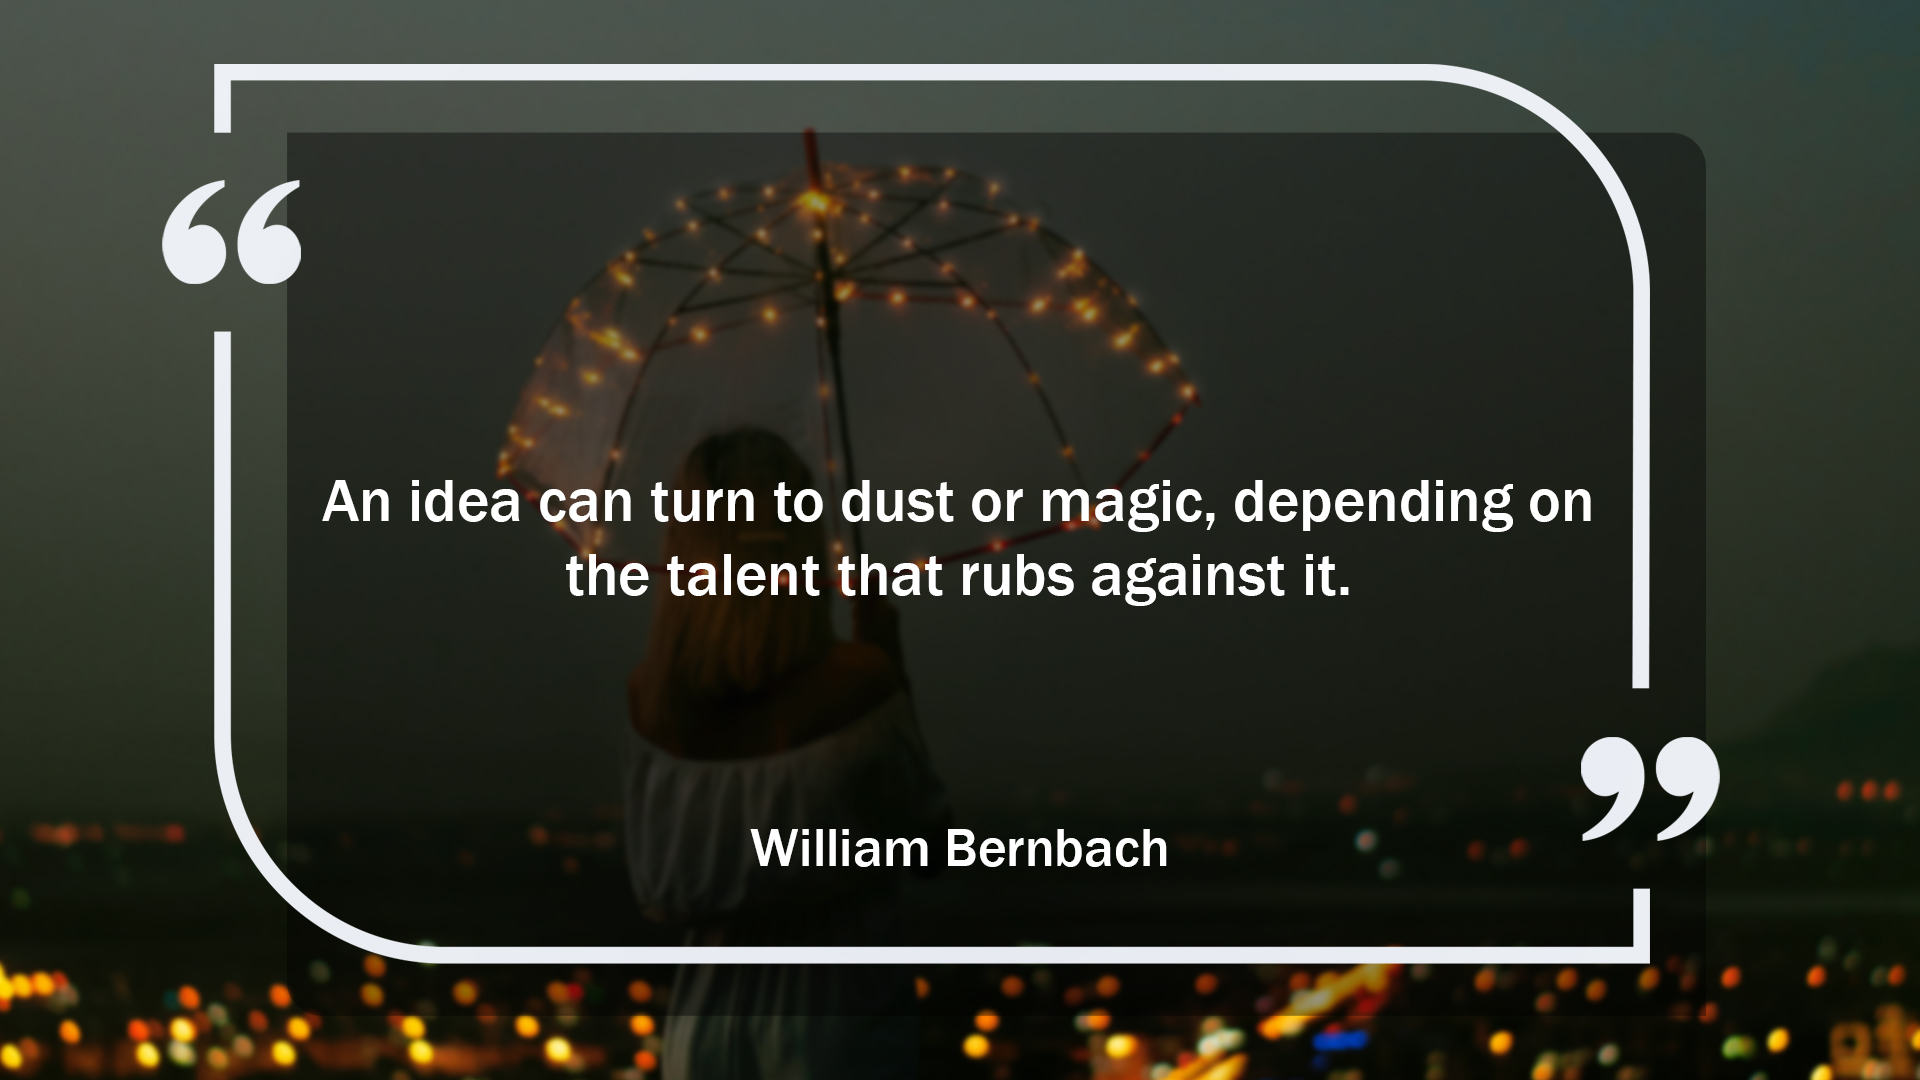 An idea can turn to dust or magic, depending on
the talent that rubs against it.
William Bernbach